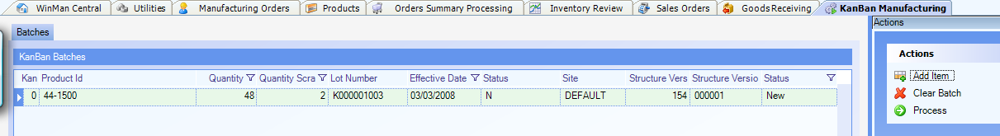 WinMan Central Utilities Manufacturing Orders Products Orders Summary Processing Inventory Review Sales Orders Goods Receiving KanBan Manufacturing
Batches
KanBan Batches
Kan Product Id Quantity Quantity Scra Lot Number Effective Date Status Site Structure Vers Structure Versio Status
0 44-1500 48 2 K000001003 03/03/2008 N DEFAULT 154 000001 New
Actions
Actions
Add Item
Clear Batch
Process